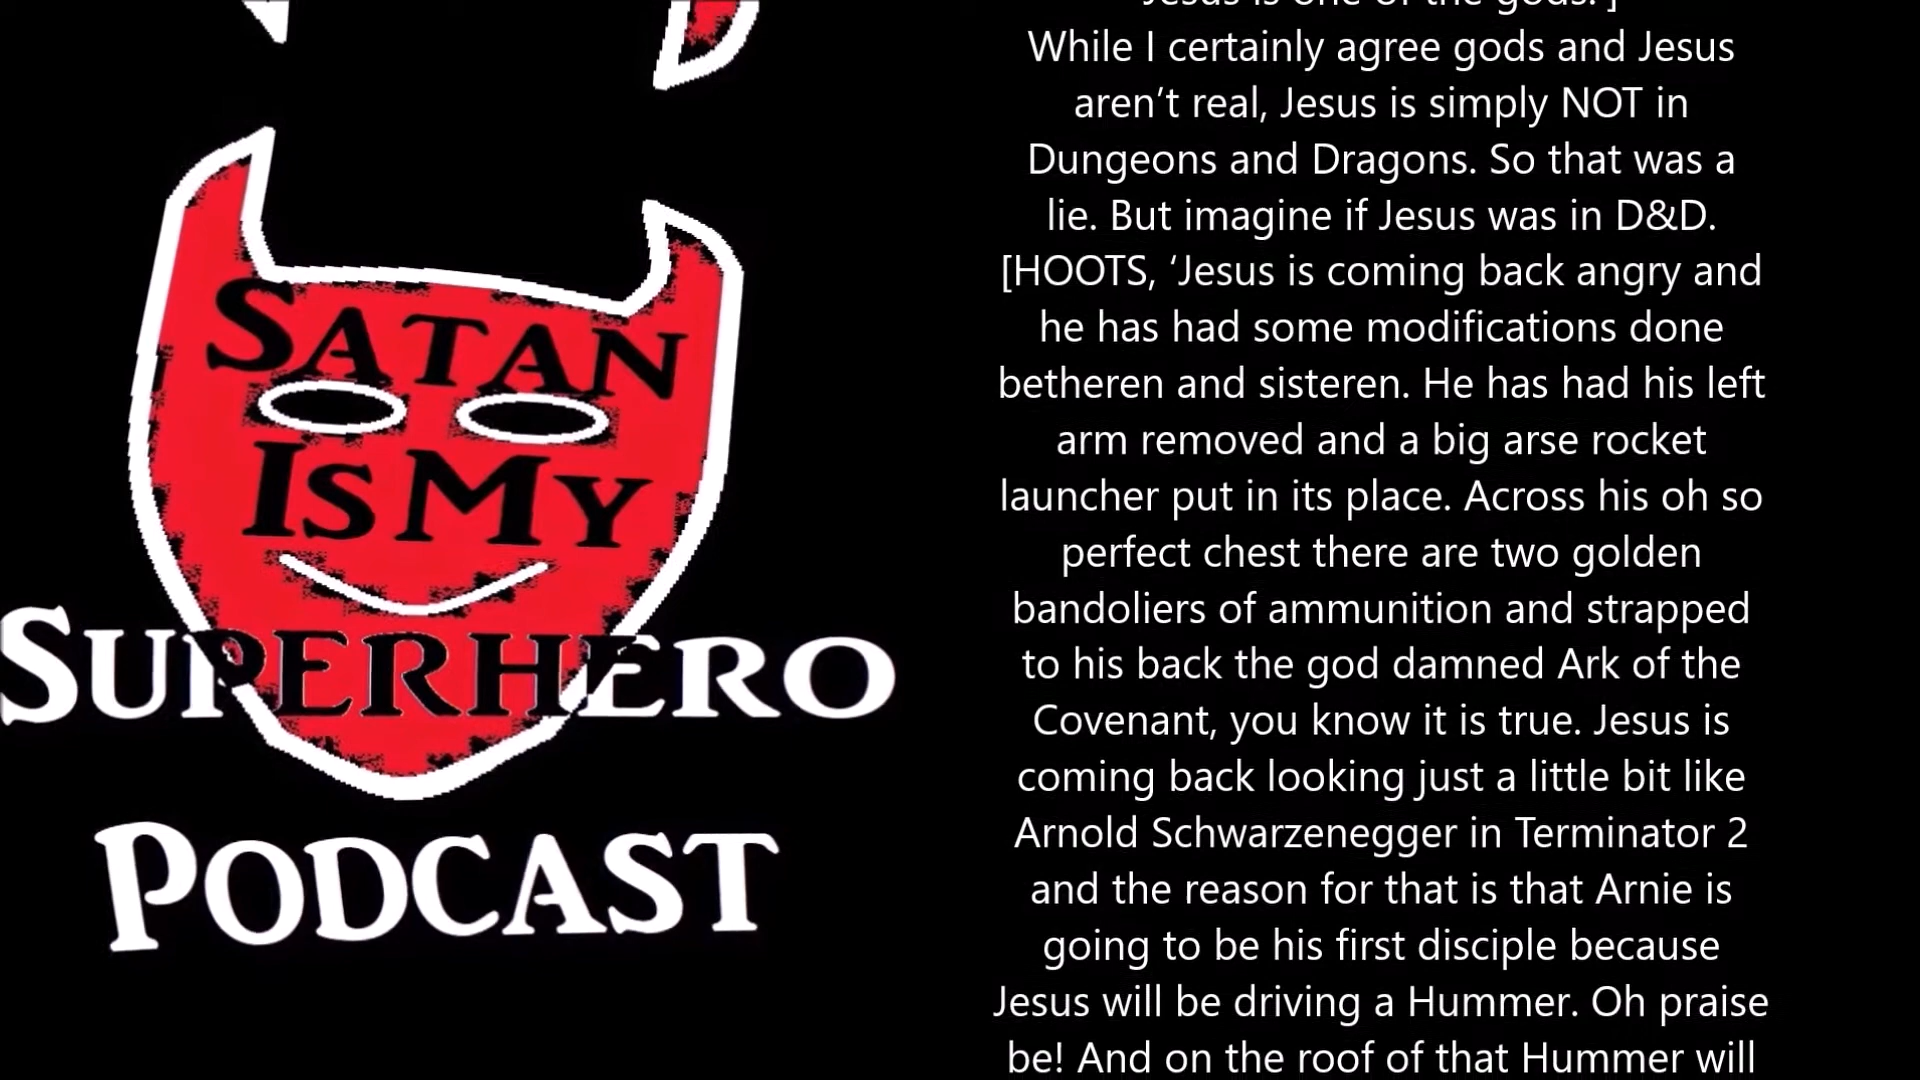 SATAN
IS MY
SUPERHERO
PODCAST
Jesus is one of the gods.']
While I certainly agree gods and Jesus
aren’t real, Jesus is simply NOT in
Dungeons and Dragons. So that was a
lie. But imagine if Jesus was in D&D.
[HOOTS, ‘Jesus is coming back angry and
he has had some modifications done
betheren and sisteren. He has had his left
arm removed and a big arse rocket
launcher put in its place. Across his oh so
perfect chest there are two golden
bandoliers of ammunition and strapped
to his back the god damned Ark of the
Covenant, you know it is true. Jesus is
coming back looking just a little bit like
Arnold Schwarzenegger in Terminator 2
and the reason for that is that Arnie is
going to be his first disciple because
Jesus will be driving a Hummer. Oh praise
be! And on the roof of that Hummer will